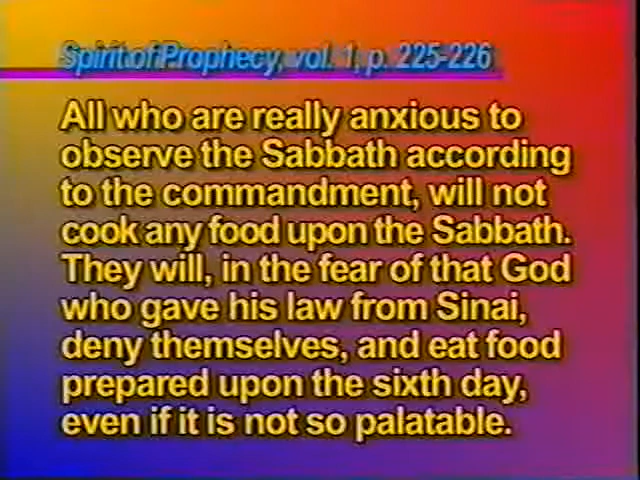 Spirit of Prophecy, vol. 1, p. 225-226
All who are really anxious to
observe the Sabbath according
to the commandment, will not
cook any food upon the Sabbath.
They will, in the fear of that God
who gave his law from Sinai,
deny themselves, and eat food
prepared upon the sixth day,
even if it is not so palatable.